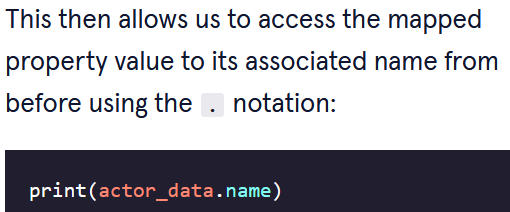 This then allows us to access the mapped
property value to its associated name from
before using the . notation:
print(actor_data.name)